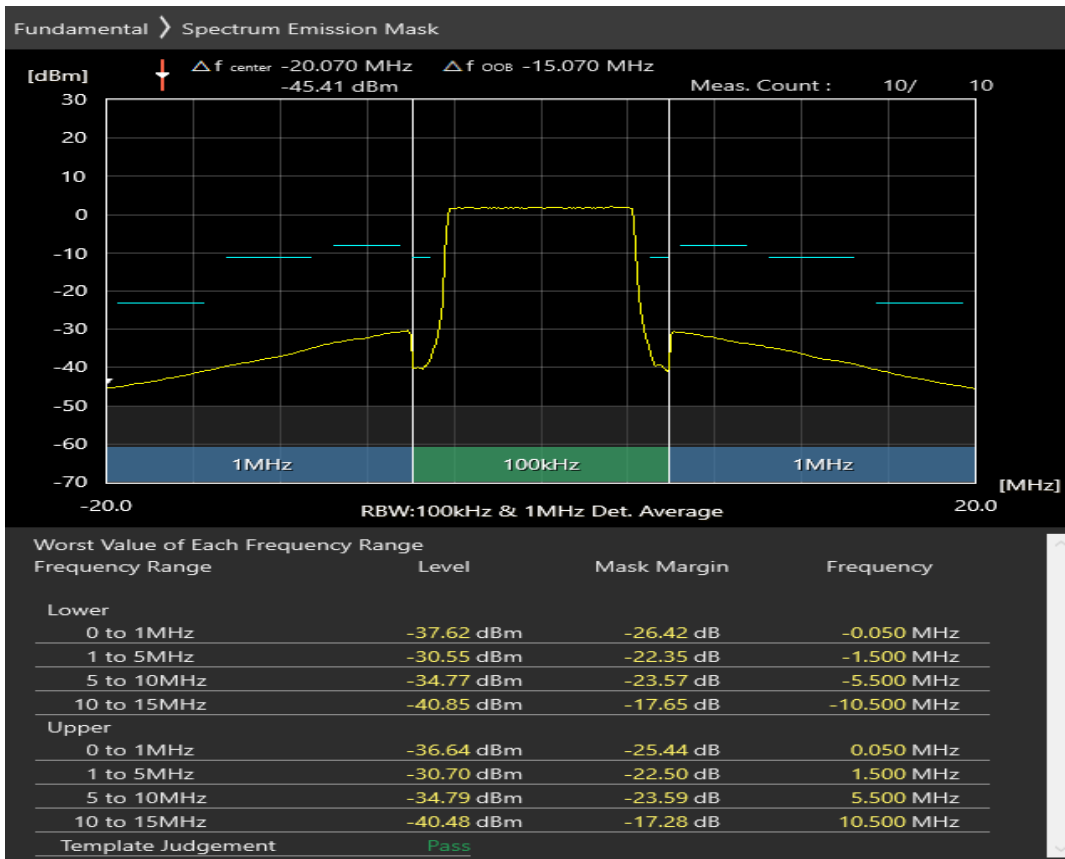 Fundamental ❯ Spectrum Emission Mask
△f center -20.070 MHz △f OOB -15.070 MHz
[dBm] -45.41 dBm Meas. Count : 10/ 10
30
20
10
0
-10
-20
-30
-40
-50
-60
1MHz 100kHz 1MHz
-70 [MHz]
-20.0 RBW:100kHz & 1MHz Det. Average 20.0
Worst Value of Each Frequency Range
Frequency Range Level Mask Margin Frequency
Lower
0 to 1MHz -37.62 dBm -26.42 dB -0.050 MHz
1 to 5MHz -30.55 dBm -22.35 dB -1.500 MHz
5 to 10MHz -34.77 dBm -23.57 dB -5.500 MHz
10 to 15MHz -40.85 dBm -17.65 dB -10.500 MHz
Upper
0 to 1MHz -36.64 dBm -25.44 dB 0.050 MHz
1 to 5MHz -30.70 dBm -22.50 dB 1.500 MHz
5 to 10MHz -34.79 dBm -23.59 dB 5.500 MHz
10 to 15MHz -40.48 dBm -17.28 dB 10.500 MHz
Template Judgement Pass